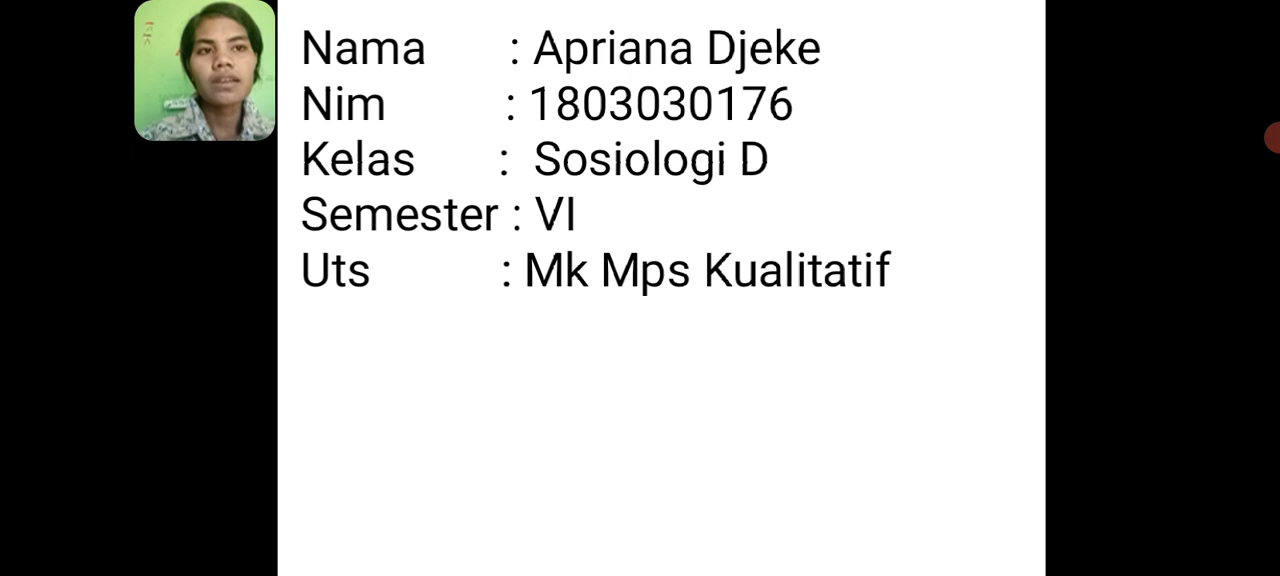 Nama : Apriana Djeke
Nim : 1803030176
Kelas : Sosiologi D
Semester : VI
Uts : Mk Mps Kualitatif